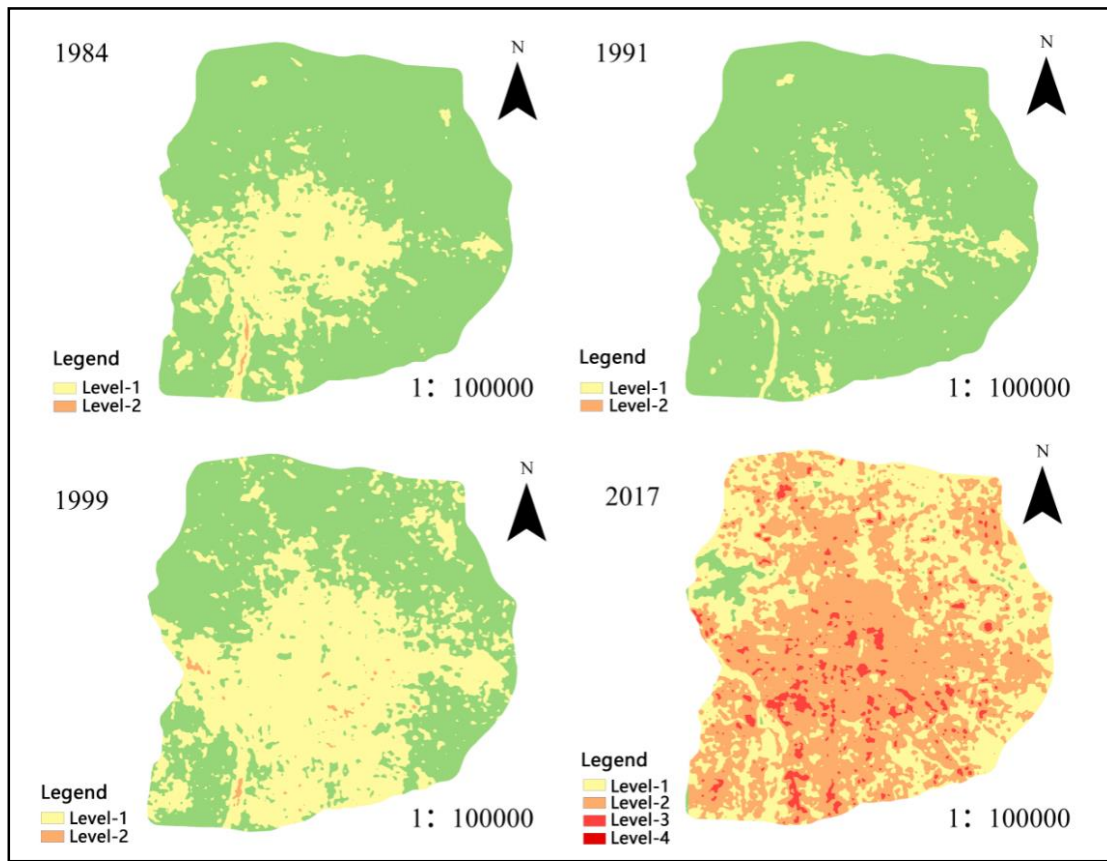 1984
N
Legend
Level-1
Level-2
1： 100000
1991
N
Legend
Level-1
Level-2
1： 100000
1999
N
Legend
Level-1
Level-2
1： 100000
2017
N
Legend
Level-1
Level-2
Level-3
Level-4
1： 100000